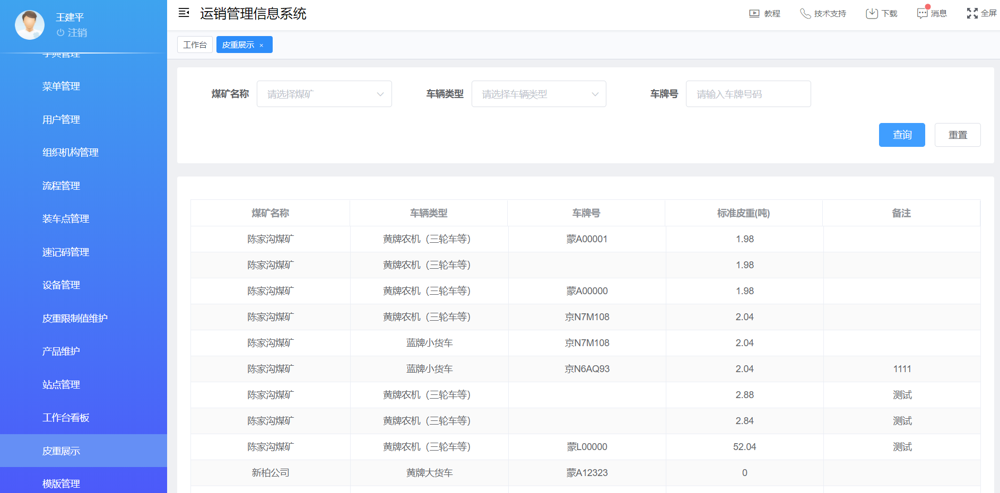 王建平
注销
字典管理
菜单管理
用户管理
组织机构管理
流程管理
装车点管理
速记码管理
设备管理
皮重限制值维护
产品维护
站点管理
工作台看板
皮重展示
模版管理
运销管理信息系统
教程 技术支持 下载 消息 全屏
工作台 皮重展示 ×
煤矿名称 请选择煤矿 车辆类型 请选择车辆类型 车牌号 请输入车牌号码
查询 重置
煤矿名称 车辆类型 车牌号 标准皮重(吨) 备注
陈家沟煤矿 黄牌农机（三轮车等） 蒙A00001 1.98
陈家沟煤矿 黄牌农机（三轮车等） 1.98
陈家沟煤矿 黄牌农机（三轮车等） 蒙A00000 1.98
陈家沟煤矿 黄牌农机（三轮车等） 京N7M108 2.04
陈家沟煤矿 蓝牌小货车 京N7M108 2.04
陈家沟煤矿 蓝牌小货车 京N6AQ93 2.04 1111
陈家沟煤矿 黄牌农机（三轮车等） 2.88 测试
陈家沟煤矿 黄牌农机（三轮车等） 2.84 测试
陈家沟煤矿 黄牌农机（三轮车等） 蒙L00000 52.04 测试
新柏公司 黄牌大货车 蒙A12323 0